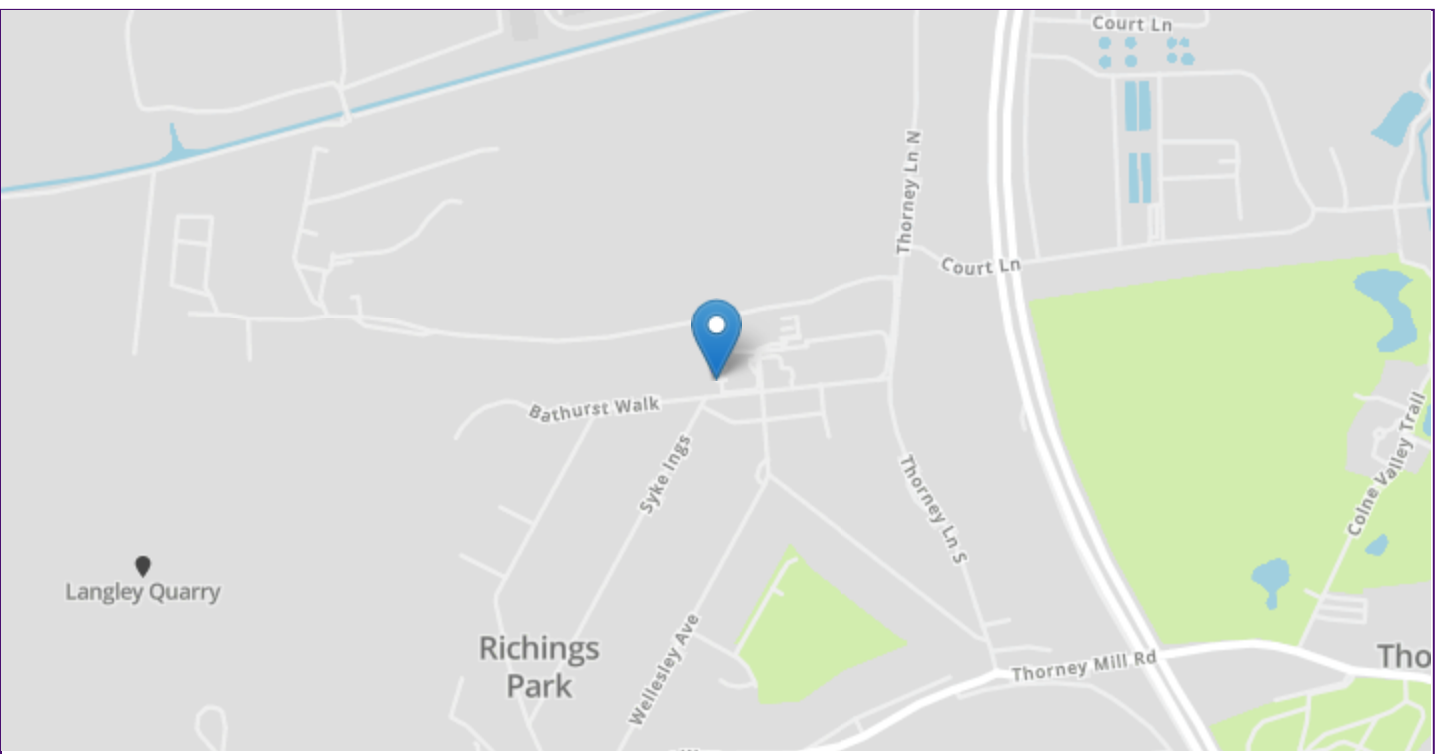 Court Ln
Thorney Ln N
Court Ln
Bathurst Walk
Syke Ings
Thorney Ln S
Colne Valley Trail
Langley Quarry
Richings
Park
Wellesley Ave
Thorney Mill Rd
Tho